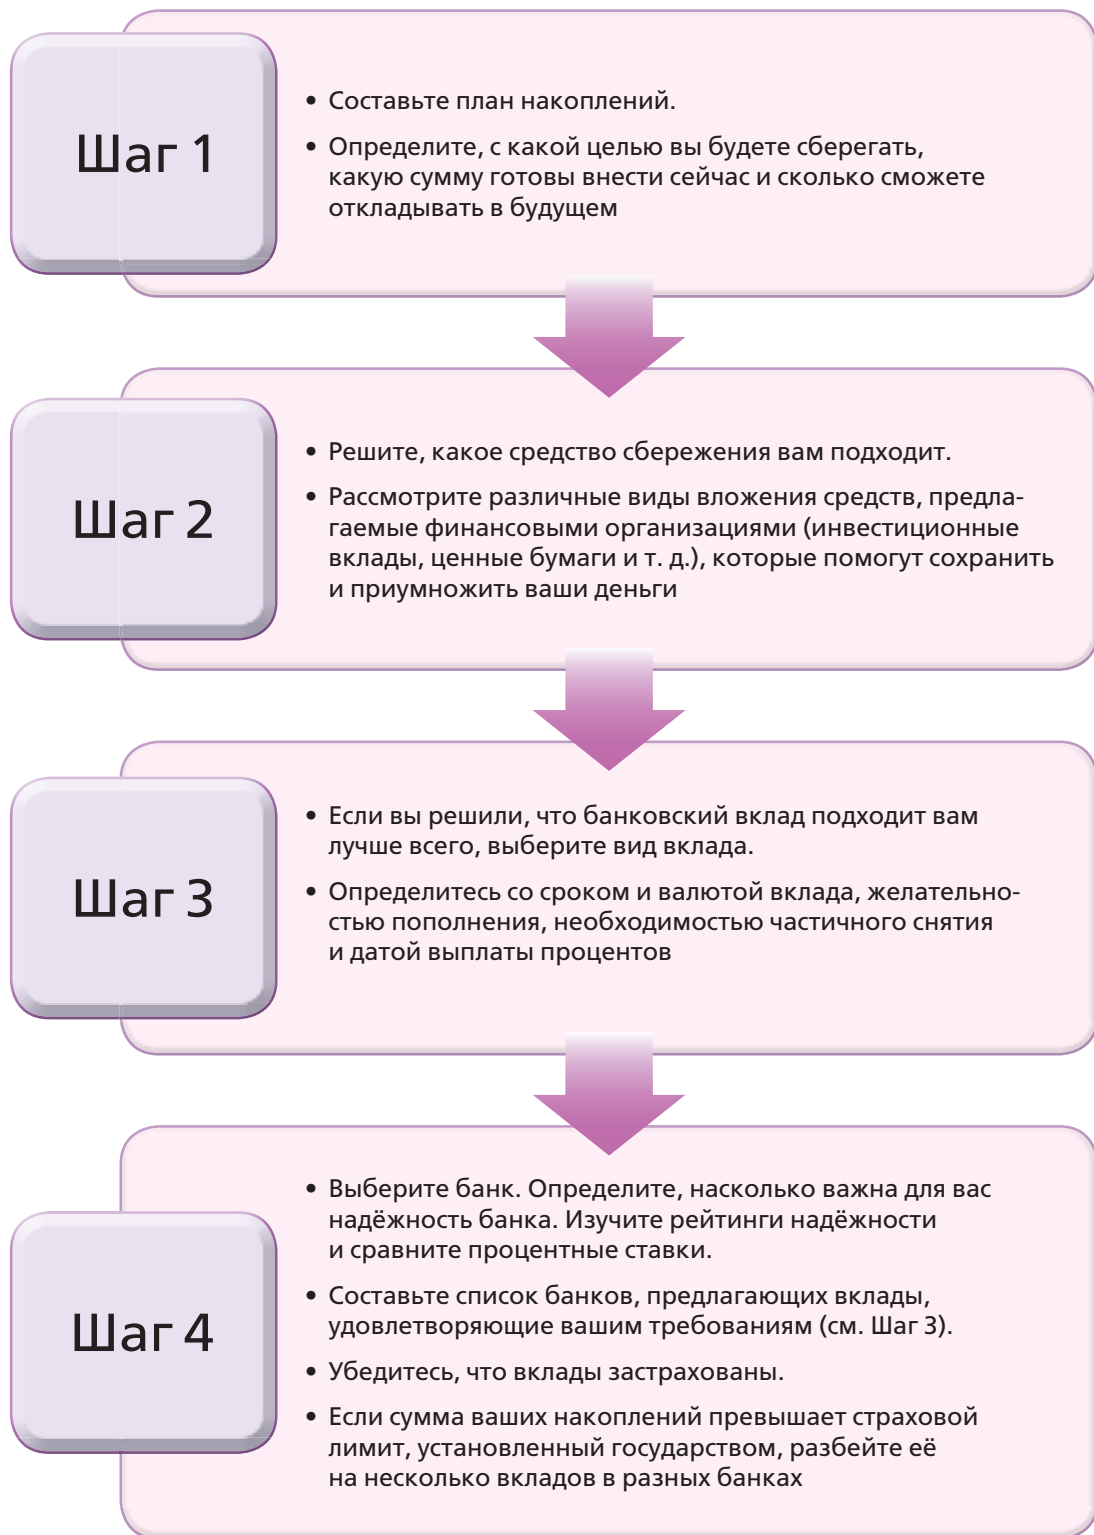 Шаг 1
• Составьте план накоплений.
• Определите, с какой целью вы будете сберегать,
какую сумму готовы внести сейчас и сколько сможете
откладывать в будущем
Шаг 2
• Решите, какое средство сбережения вам подходит.
• Рассмотрите различные виды вложения средств, предла-
гаемые финансовыми организациями (инвестиционные
вклады, ценные бумаги и т. д.), которые помогут сохранить
и приумножить ваши деньги
Шаг 3
• Если вы решили, что банковский вклад подходит вам
лучше всего, выберите вид вклада.
• Определитесь со сроком и валютой вклада, желательно-
стью пополнения, необходимостью частичного снятия
и датой выплаты процентов
Шаг 4
• Выберите банк. Определите, насколько важна для вас
надёжность банка. Изучите рейтинги надёжности
и сравните процентные ставки.
• Составьте список банков, предлагающих вклады,
удовлетворяющие вашим требованиям (см. Шаг 3).
• Убедитесь, что вклады застрахованы.
• Если сумма ваших накоплений превышает страховой
лимит, установленный государством, разбейте её
на несколько вкладов в разных банках